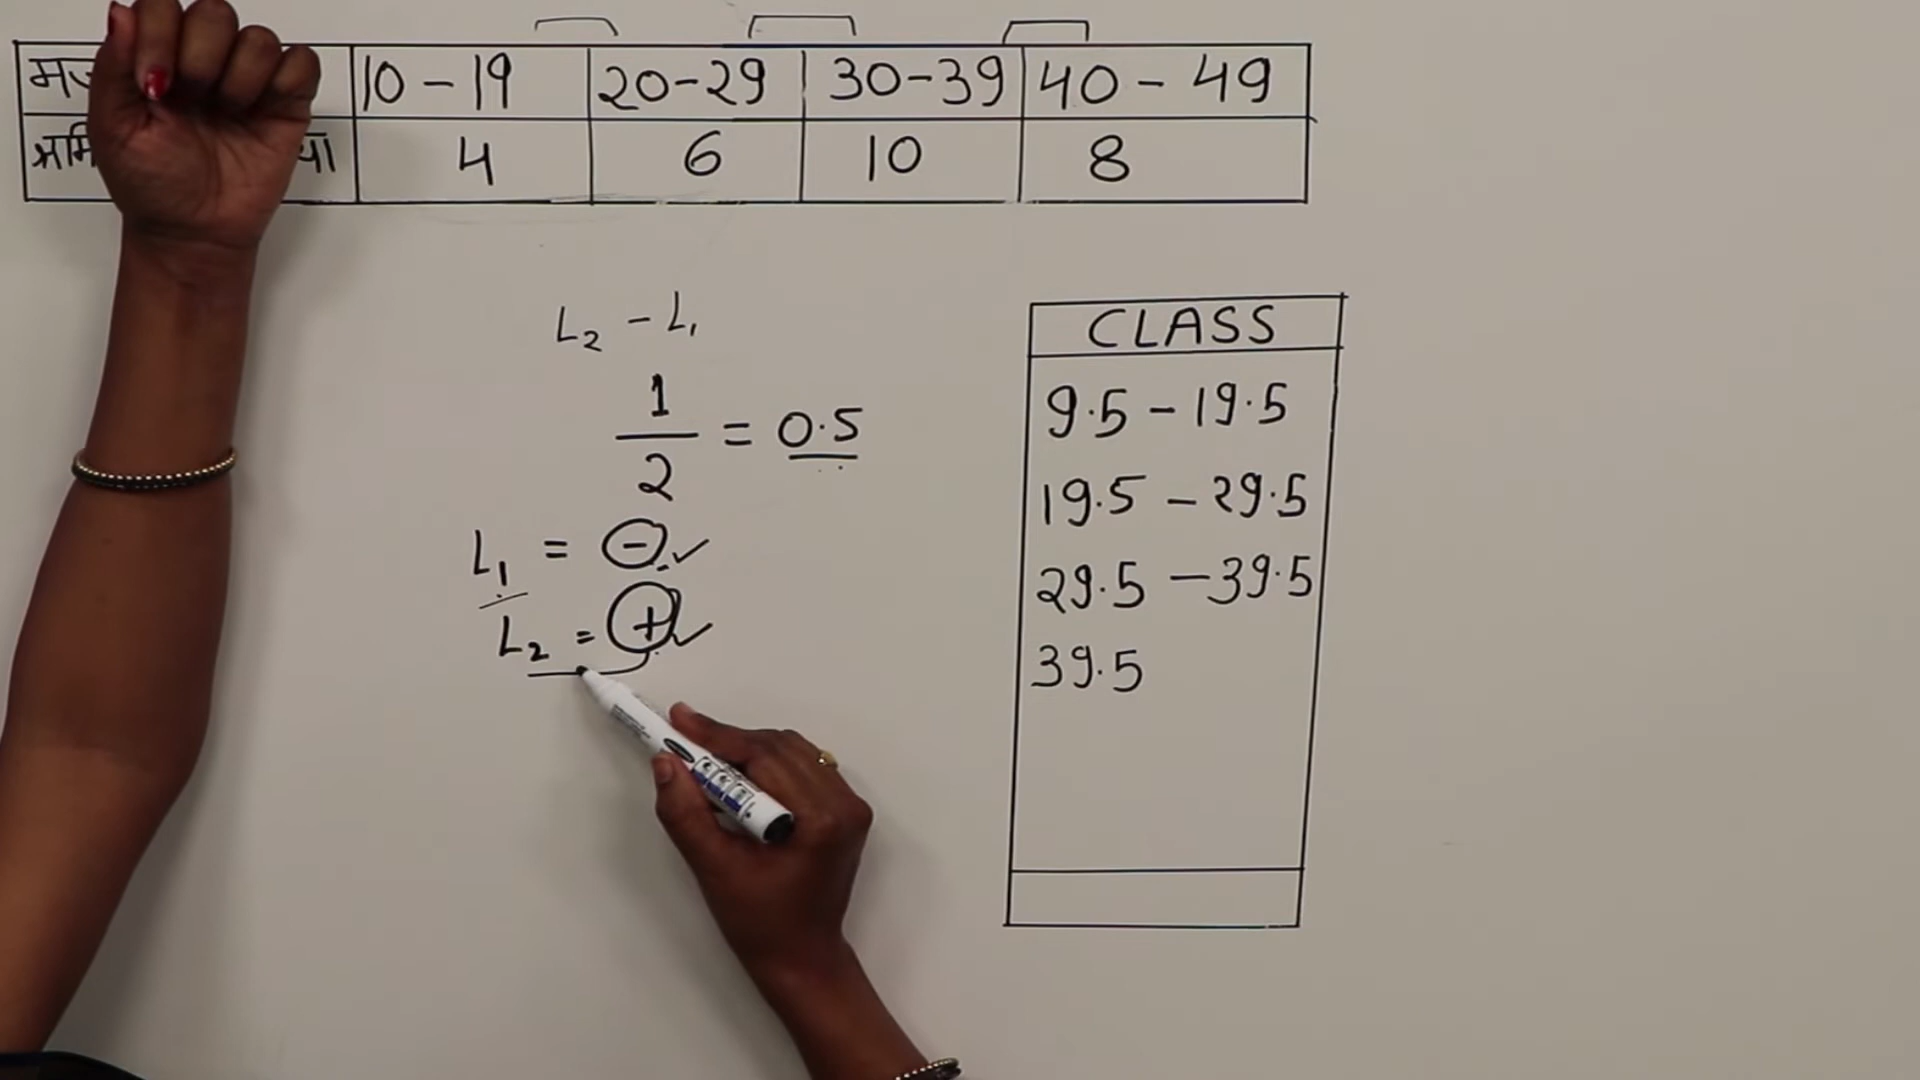 10 - 19 20-29 30-39 40 - 49
4 6 10 8
L₂ - L₁
1/2 = 0.5
L₁ = ⊖ ✓
L₂ = ⊕ ✓
CLASS
9.5 - 19.5
19.5 - 29.5
29.5 - 39.5
39.5